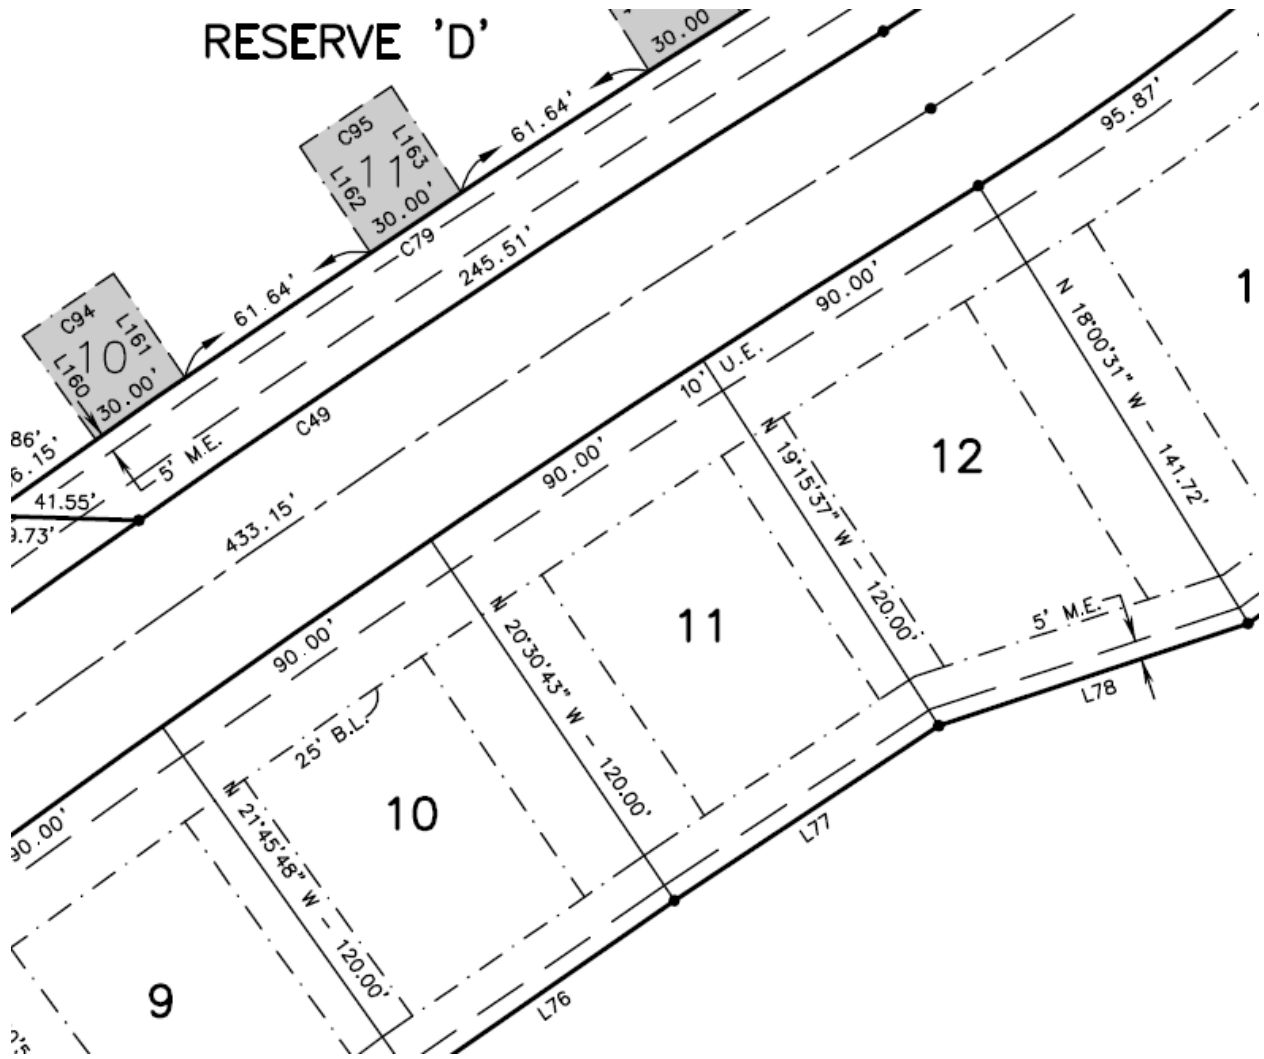 RESERVE 'D'
30.00'
C95
L163
11
L162
30.00'
61.64'
C79
245.51'
95.87'
C94
L161
10
L160
30.00'
61.64'
90.00'
N 18°00'31" W - 141.72'
1
10' U.E.
C49
86'
6.15'
5' M.E.
41.55'
9.73'
433.15'
90.00'
N 19°15'37" W - 120.00'
12
5' M.E.
L78
90.00'
N 20°30'43" W - 120.00'
11
L77
25' B.L.
10
90.00'
N 21°45'48" W - 120.00'
9
L76